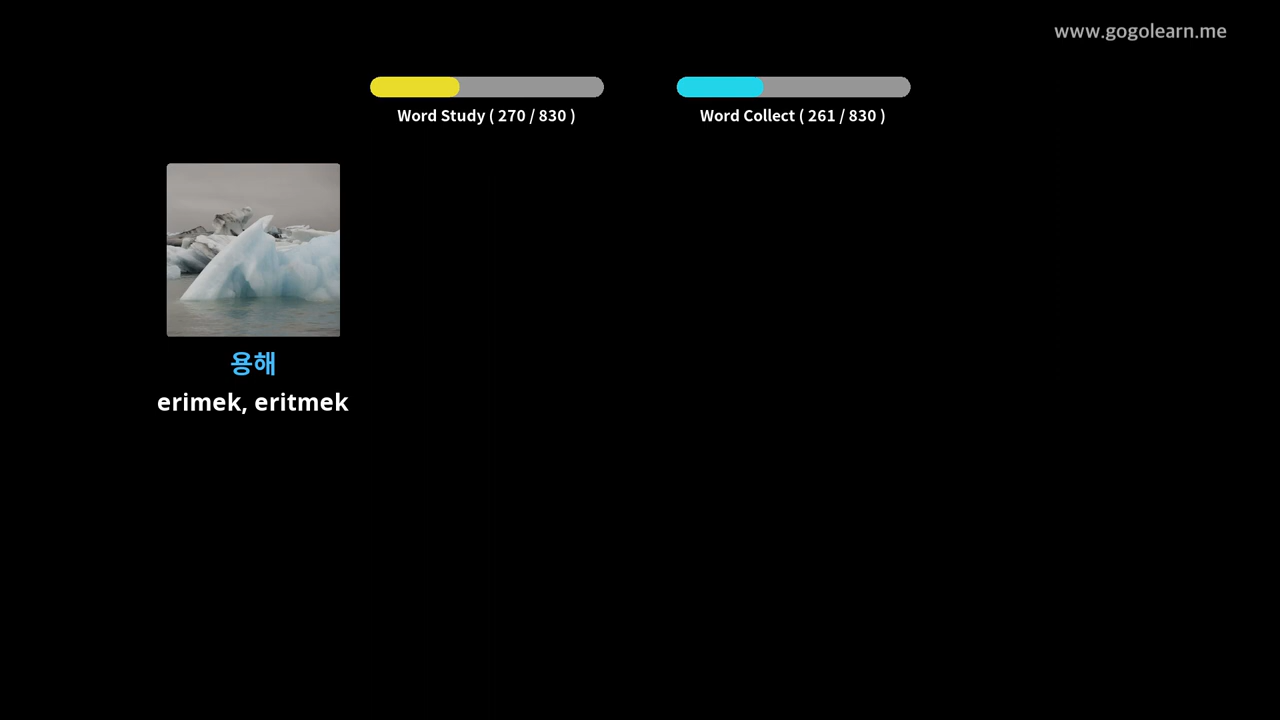 www.gogolearn.me
Word Study ( 270 / 830 )
Word Collect ( 261 / 830 )
용해
erimek, eritmek